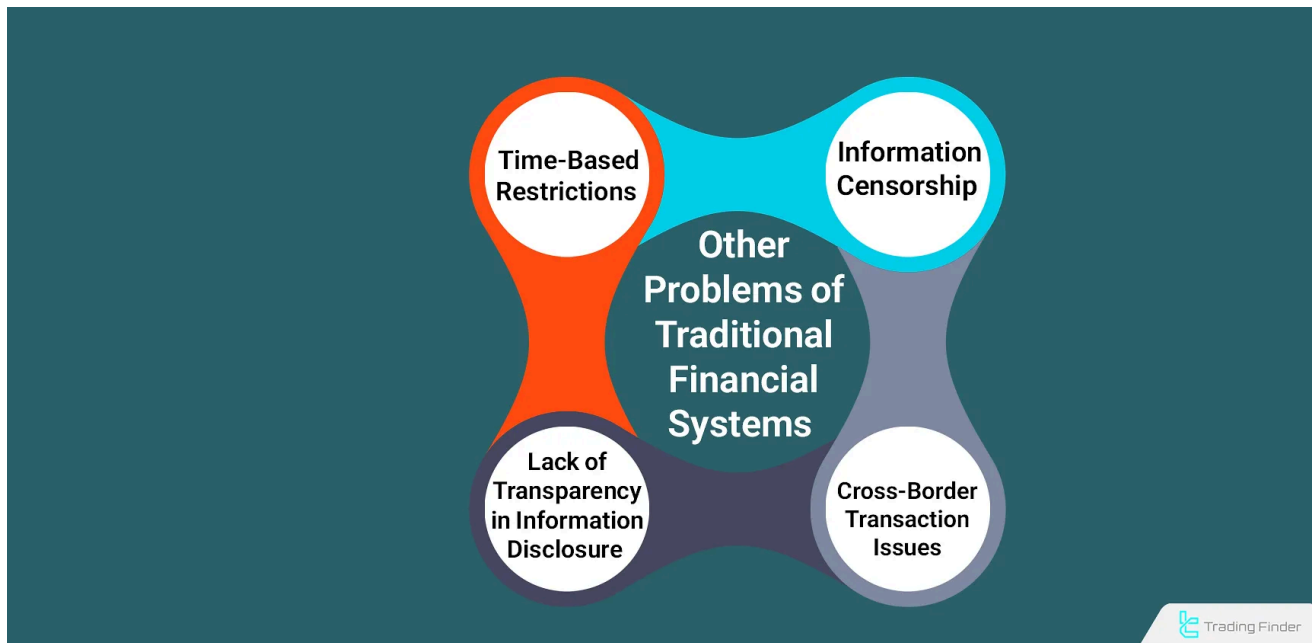 Time-Based
Restrictions
Information
Censorship
Other
Problems of
Traditional
Financial
Systems
Lack of
Transparency
in Information
Disclosure
Cross-Border
Transaction
Issues
Trading Finder